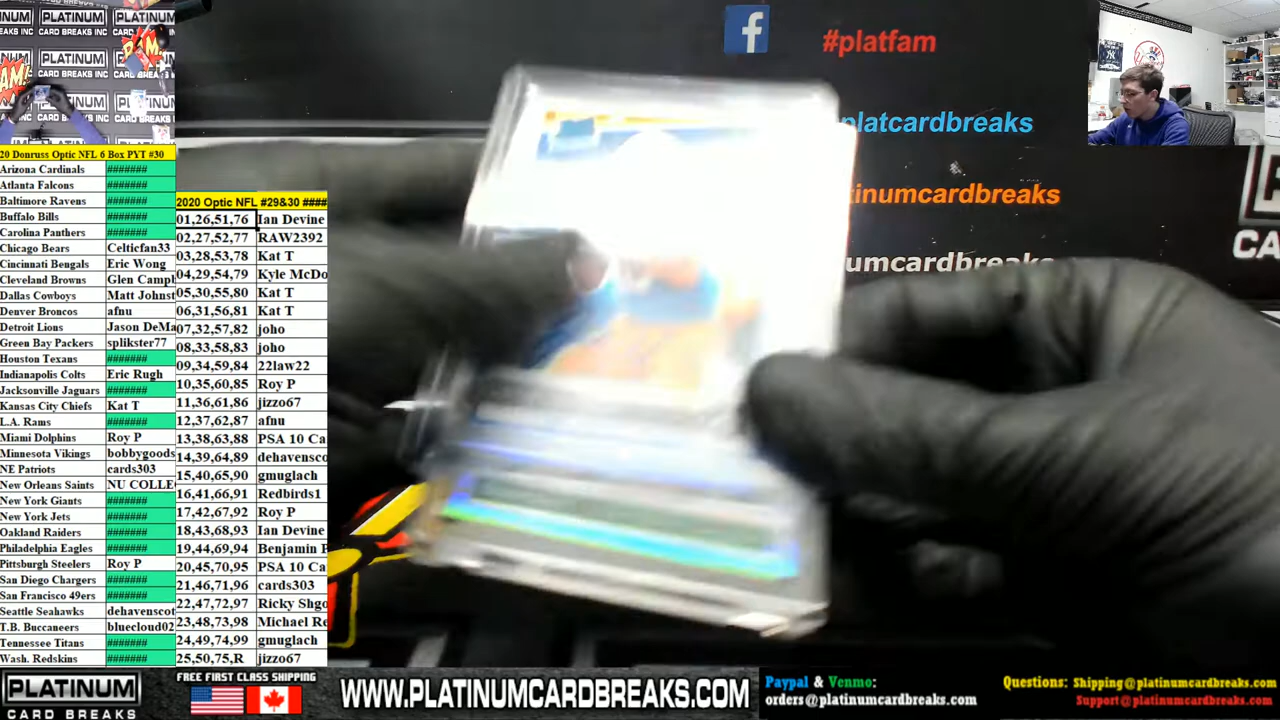 PLATINUM
CARD BREAKS INC
#platfam
platcardbreaks
tinumcardbreaks
umcardbreaks
CA
20 Donruss Optic NFL 6 Box PYT #30
Arizona Cardinals #######
Atlanta Falcons #######
Baltimore Ravens #######
Buffalo Bills #######
Carolina Panthers #######
Chicago Bears Celticfan33
Cincinnati Bengals Eric Wong
Cleveland Browns Glen Camp
Dallas Cowboys Matt Johnst
Denver Broncos afnu
Detroit Lions Jason DeMa
Green Bay Packers splikster77
Houston Texans #######
Indianapolis Colts Eric Rugh
Jacksonville Jaguars #######
Kansas City Chiefs Kat T
L.A. Rams #######
Miami Dolphins Roy P
Minnesota Vikings bobbygoods
NE Patriots cards303
New Orleans Saints NU COLLE
New York Giants #######
New York Jets #######
Oakland Raiders #######
Philadelphia Eagles #######
Pittsburgh Steelers Roy P
San Diego Chargers #######
San Francisco 49ers #######
Seattle Seahawks dehavenscot
T.B. Buccaneers bluecloud02
Tennessee Titans #######
Wash. Redskins #######
2020 Optic NFL #29&30 ####
01,26,51,76 Ian Devine
02,27,52,77 RAW2392
03,28,53,78 Kat T
04,29,54,79 Kyle McDo
05,30,55,80 Kat T
06,31,56,81 Kat T
07,32,57,82 joho
08,33,58,83 joho
09,34,59,84 22law22
10,35,60,85 Roy P
11,36,61,86 jizzo67
12,37,62,87 afnu
13,38,63,88 PSA 10 Ca
14,39,64,89 dehavensco
15,40,65,90 gmuglach
16,41,66,91 Redbirds1
17,42,67,92 Roy P
18,43,68,93 Ian Devine
19,44,69,94 Benjamin F
20,45,70,95 PSA 10 Ca
21,46,71,96 cards303
22,47,72,97 Ricky Shgo
23,48,73,98 Michael Re
24,49,74,99 gmuglach
25,50,75,R jizzo67
PLATINUM
CARD BREAKS
FREE FIRST CLASS SHIPPING
WWW.PLATINUMCARDBREAKS.COM
Paypal & Venmo:
orders@platinumcardbreaks.com
Questions: Shipping@platinumcardbreaks.com
Support@platinumcardbreaks.com